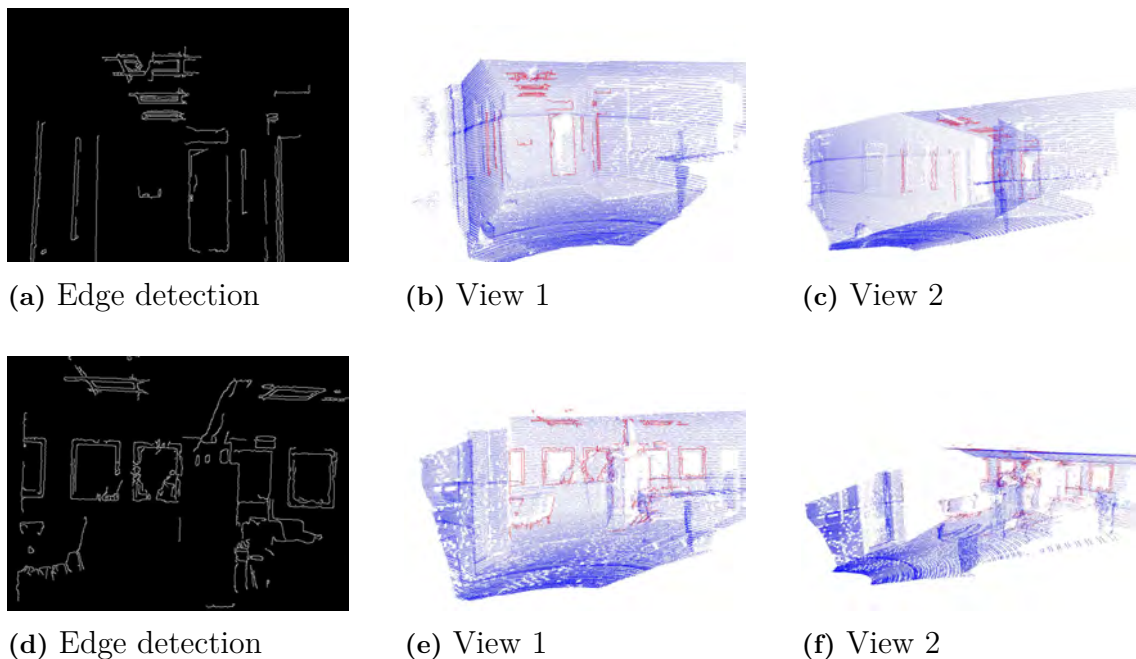 (a) Edge detection
(b) View 1
(c) View 2
(d) Edge detection
(e) View 1
(f) View 2